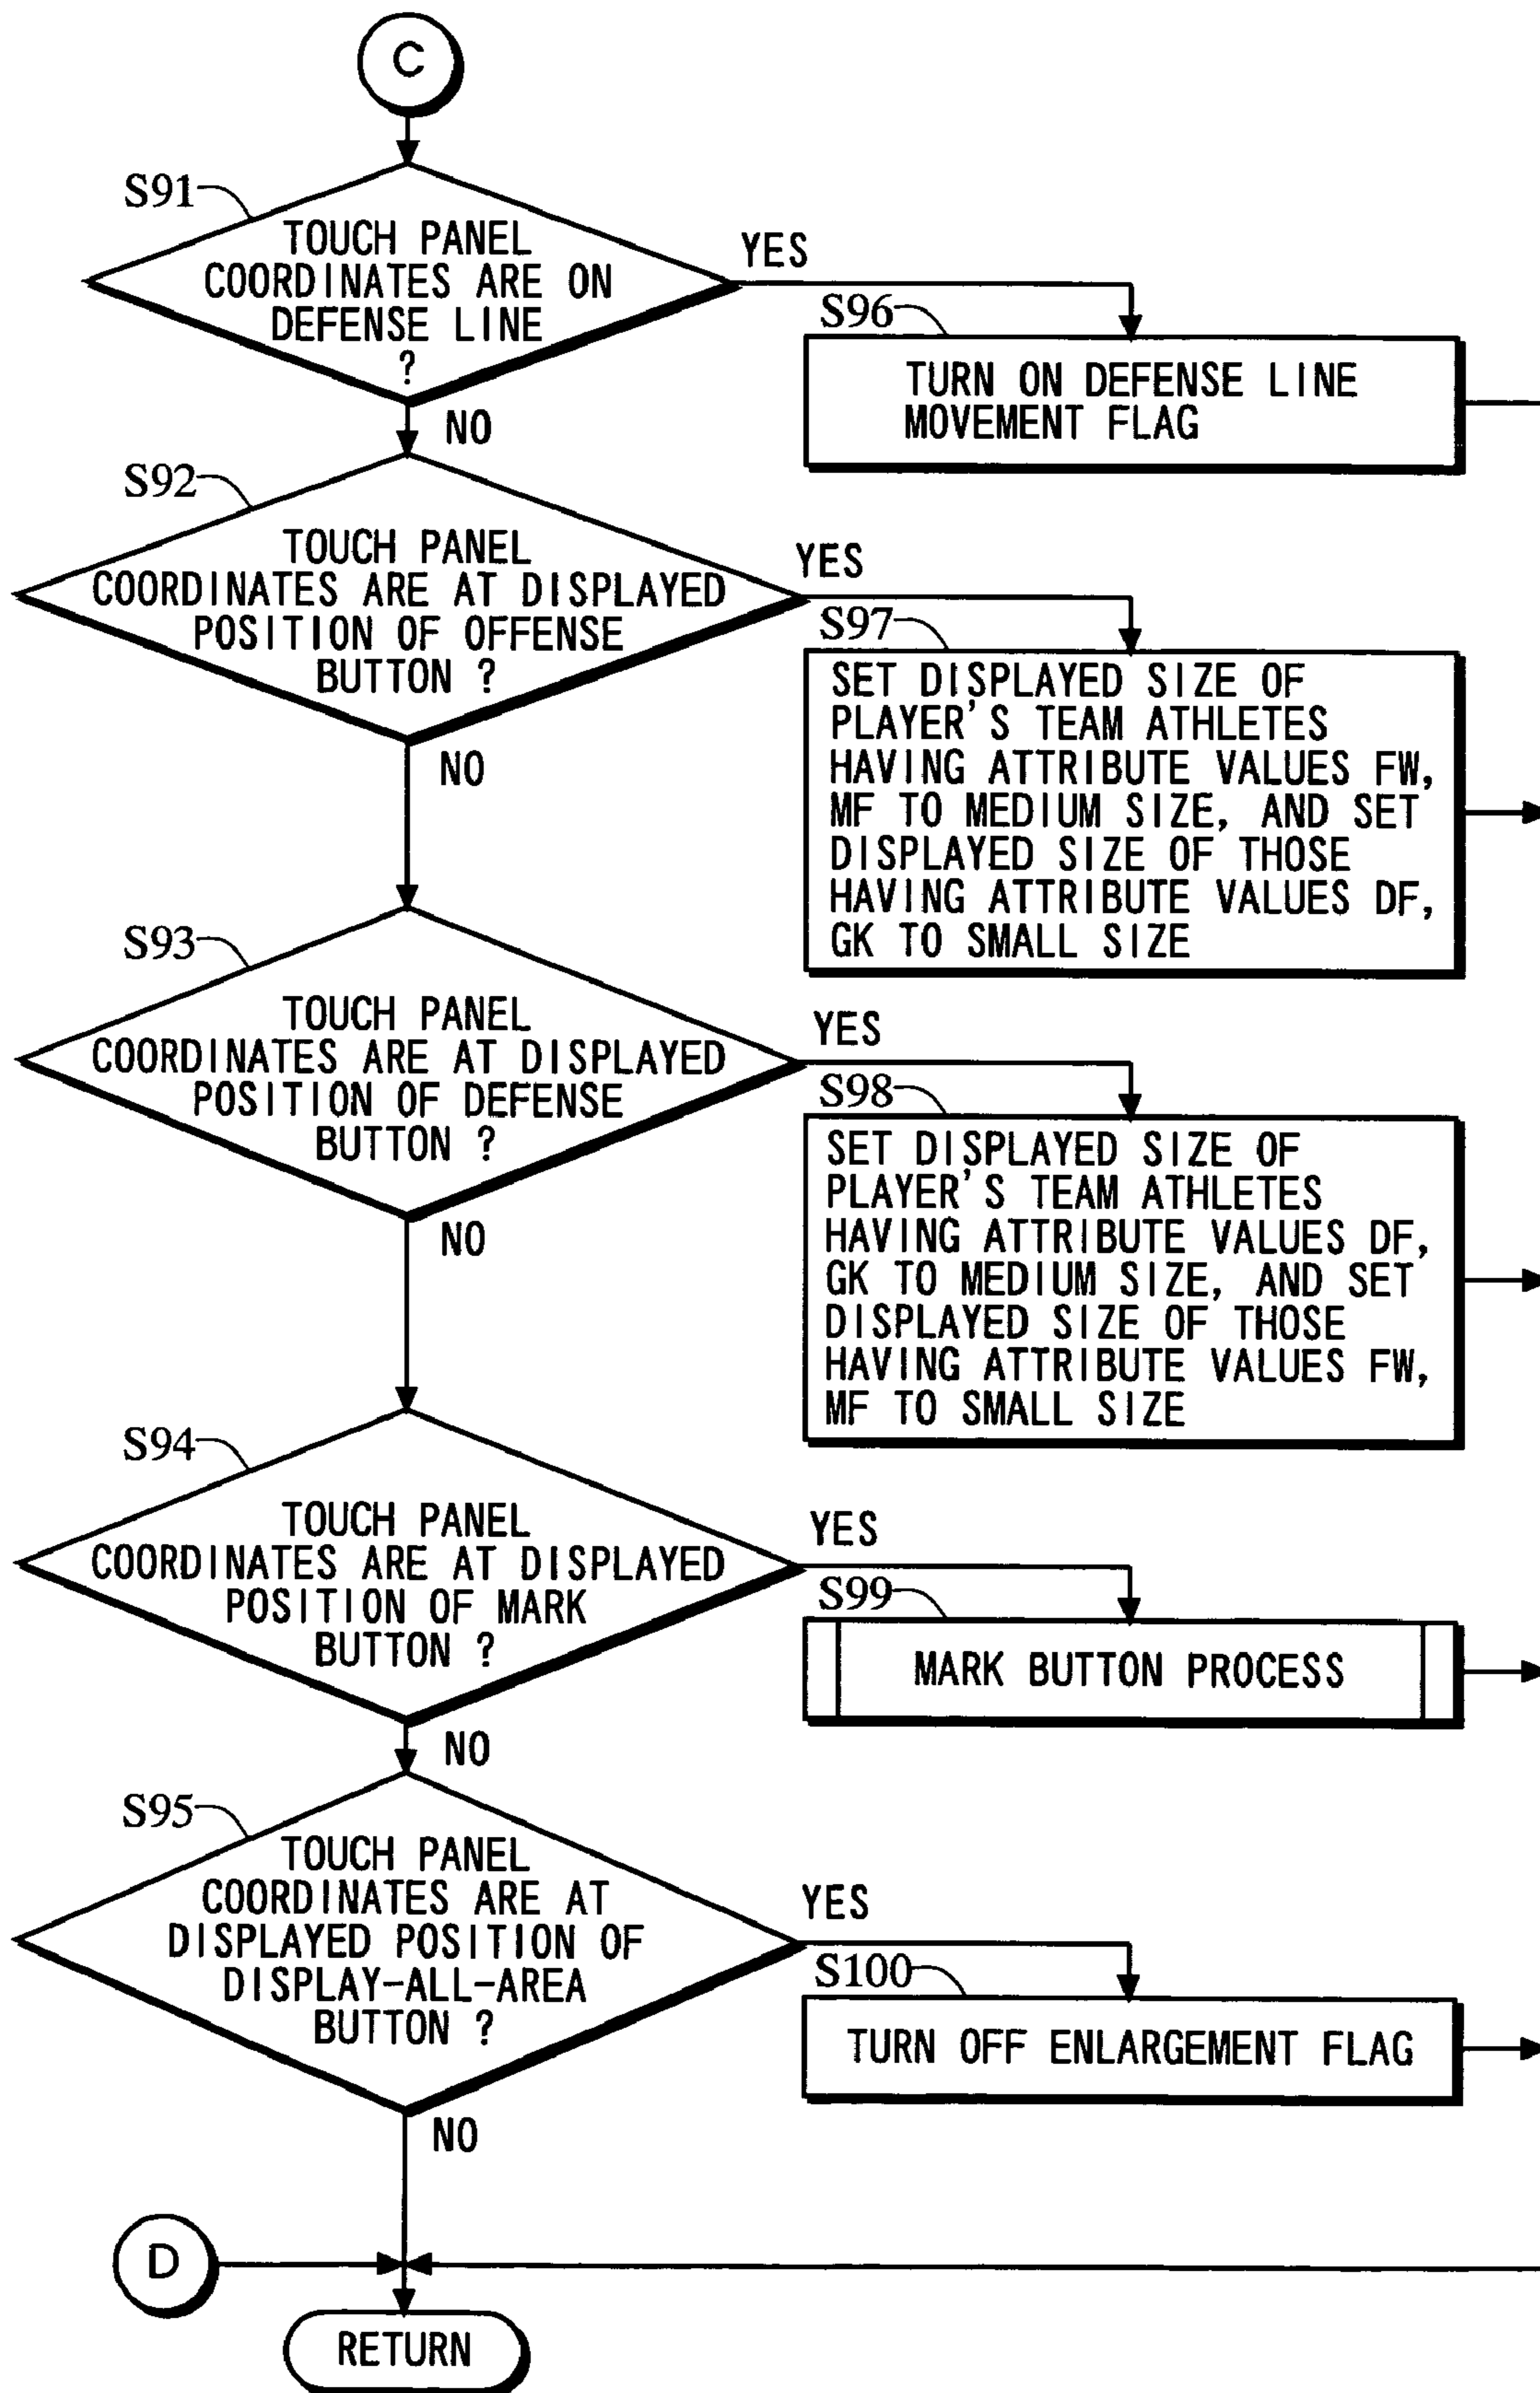 C
S91
TOUCH PANEL
COORDINATES ARE ON
DEFENSE LINE
?
YES
NO
S96
TURN ON DEFENSE LINE
MOVEMENT FLAG
S92
TOUCH PANEL
COORDINATES ARE AT DISPLAYED
POSITION OF OFFENSE
BUTTON ?
YES
NO
S97
SET DISPLAYED SIZE OF
PLAYER'S TEAM ATHLETES
HAVING ATTRIBUTE VALUES FW,
MF TO MEDIUM SIZE, AND SET
DISPLAYED SIZE OF THOSE
HAVING ATTRIBUTE VALUES DF,
GK TO SMALL SIZE
S93
TOUCH PANEL
COORDINATES ARE AT DISPLAYED
POSITION OF DEFENSE
BUTTON ?
YES
NO
S98
SET DISPLAYED SIZE OF
PLAYER'S TEAM ATHLETES
HAVING ATTRIBUTE VALUES DF,
GK TO MEDIUM SIZE, AND SET
DISPLAYED SIZE OF THOSE
HAVING ATTRIBUTE VALUES FW,
MF TO SMALL SIZE
S94
TOUCH PANEL
COORDINATES ARE AT DISPLAYED
POSITION OF MARK
BUTTON ?
YES
NO
S99
MARK BUTTON PROCESS
S95
TOUCH PANEL
COORDINATES ARE AT
DISPLAYED POSITION OF
DISPLAY-ALL-AREA
BUTTON ?
YES
NO
S100
TURN OFF ENLARGEMENT FLAG
D
RETURN